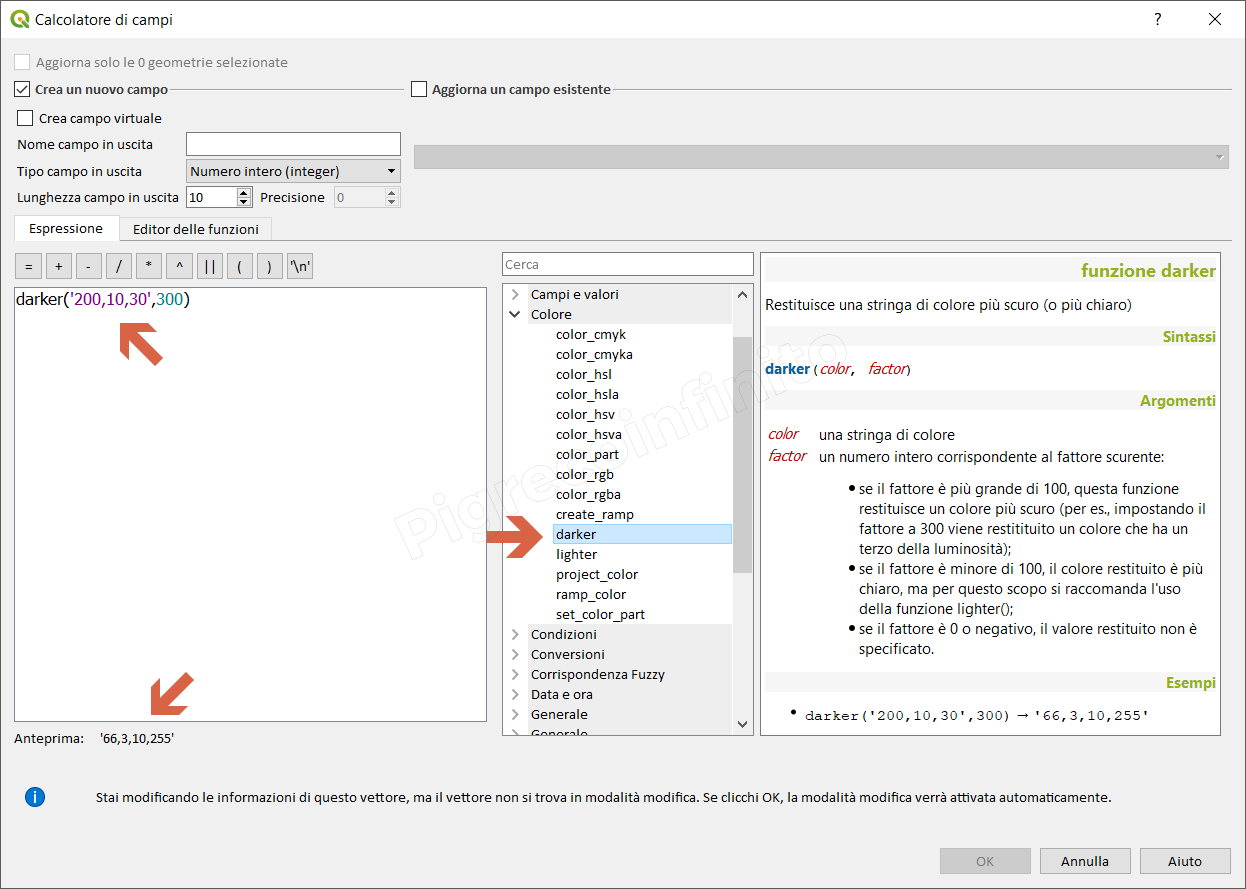 Calcolatore di campi
?
Aggiorna solo le 0 geometrie selezionate
Crea un nuovo campo
Aggiorna un campo esistente
Crea campo virtuale
Nome campo in uscita
Tipo campo in uscita
Numero intero (integer)
Lunghezza campo in uscita
10
Precisione
0
Espressione
Editor delle funzioni
= + - / * ^ || ( ) '\n'
darker('200,10,30',300)
Anteprima: '66,3,10,255'
Cerca
Campi e valori
Colore
color_cmyk
color_cmyka
color_hsl
color_hsla
color_hsv
color_hsva
color_part
color_rgb
color_rgba
create_ramp
darker
lighter
project_color
ramp_color
set_color_part
Condizioni
Conversioni
Corrispondenza Fuzzy
Data e ora
Generale
Generale
funzione darker
Restituisce una stringa di colore più scuro (o più chiaro)
Sintassi
darker(color, factor)
Argomenti
color una stringa di colore
factor un numero intero corrispondente al fattore scurente:
• se il fattore è più grande di 100, questa funzione
restituisce un colore più scuro (per es., impostando il
fattore a 300 viene restitituito un colore che ha un
terzo della luminosità);
• se il fattore è minore di 100, il colore restituito è più
chiaro, ma per questo scopo si raccomanda l'uso
della funzione lighter();
• se il fattore è 0 o negativo, il valore restituito non è
specificato.
Esempi
• darker('200,10,30',300) → '66,3,10,255'
Pigrecoinfinito
Stai modificando le informazioni di questo vettore, ma il vettore non si trova in modalità modifica. Se clicchi OK, la modalità modifica verrà attivata automaticamente.
OK
Annulla
Aiuto